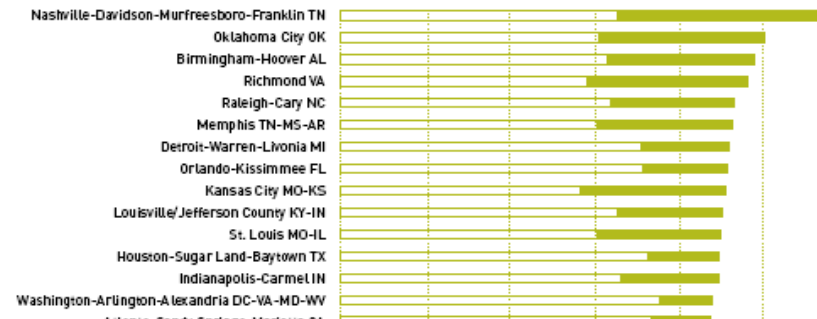 Nashville-Davidson-Murfreesboro-Franklin TN
Oklahoma City OK
Birmingham-Hoover AL
Richmond VA
Raleigh-Cary NC
Memphis TN-MS-AR
Detroit-Warren-Livonia MI
Orlando-Kissimmee FL
Kansas City MO-KS
Louisville/Jefferson County KY-IN
St. Louis MO-IL
Houston-Sugar Land-Baytown TX
Indianapolis-Carmel IN
Washington-Arlington-Alexandria DC-VA-MD-WV